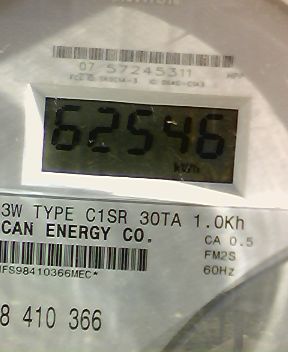 07 57245311
62546
kWh
3W TYPE C1SR 30TA 1.0Kh
CAN ENERGY CO.
CA 0.5
FM2S
60Hz
IFS98410366MEC*
8 410 366